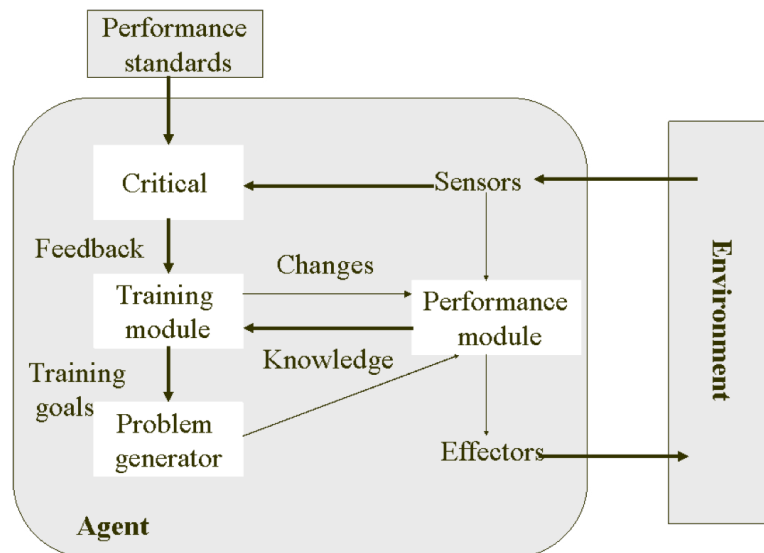 Performance
standards
Critical
Sensors
Feedback
Changes
Training
module
Performance
module
Knowledge
Training
goals
Problem
generator
Effectors
Agent
Environment